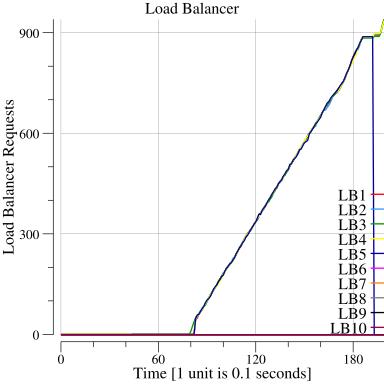 Load Balancer
Load Balancer Requests
900
600
300
0
LB1
LB2
LB3
LB4
LB5
LB6
LB7
LB8
LB9
LB10
0 60 120 180
Time [1 unit is 0.1 seconds]